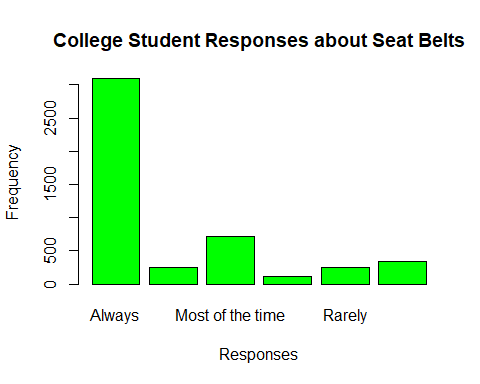 College Student Responses about Seat Belts
Frequency
2500
1500
500
0
Always Most of the time Rarely
Responses